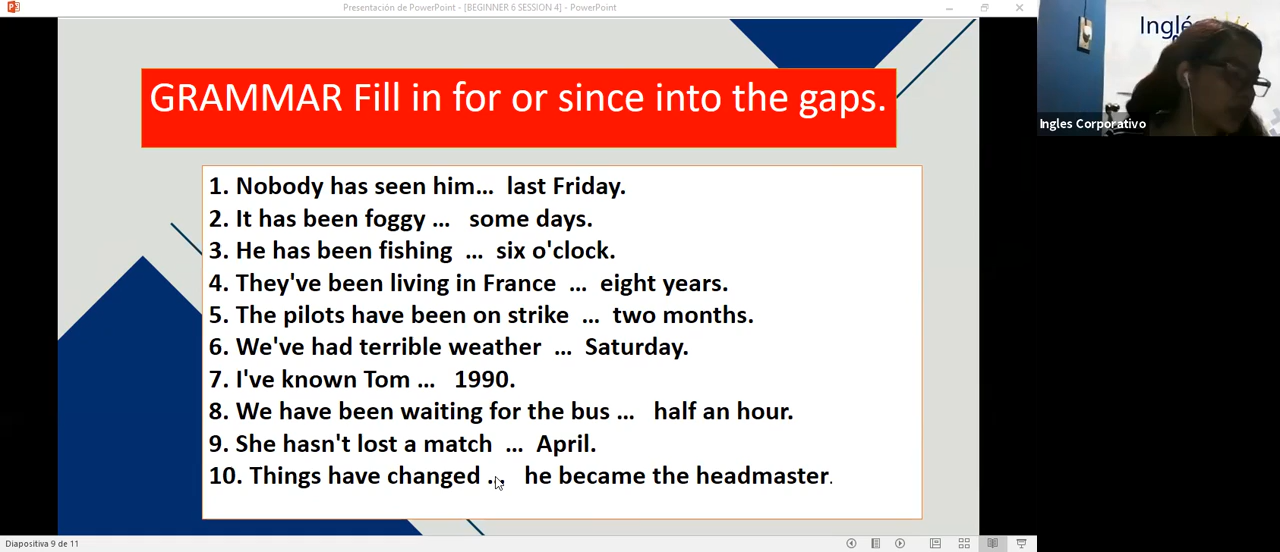 Presentación de PowerPoint - [BEGINNER 6 SESSION 4] - PowerPoint
Inglés
Ingles Corporativo
GRAMMAR Fill in for or since into the gaps.
1. Nobody has seen him... last Friday.
2. It has been foggy ... some days.
3. He has been fishing ... six o'clock.
4. They've been living in France ... eight years.
5. The pilots have been on strike ... two months.
6. We've had terrible weather ... Saturday.
7. I've known Tom ... 1990.
8. We have been waiting for the bus ... half an hour.
9. She hasn't lost a match ... April.
10. Things have changed ... he became the headmaster.
Diapositiva 9 de 11